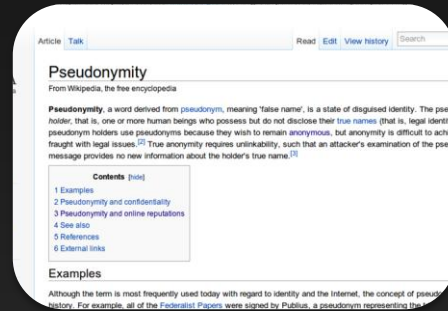 Article Talk Read Edit View history Search
Pseudonymity
From Wikipedia, the free encyclopedia
Pseudonymity, a word derived from pseudonym, meaning 'false name', is a state of disguised identity. The
holder, that is, one or more human beings who possess but do not disclose their true names (that is, legal
pseudonym holders use pseudonyms because they wish to remain anonymous, but anonymity is difficult to
fraught with legal issues.[2] True anonymity requires unlinkability, such that an attacker's examination of the
message provides no new information about the holder's true name.[3]
Contents [hide]
1 Examples
2 Pseudonymity and confidentiality
3 Pseudonymity and online reputations
4 See also
5 References
6 External links
Examples
Although the term is most frequently used today with regard to identity and the Internet, the concept of
history. For example, all of the Federalist Papers were signed by Publius, a pseudonym representing the